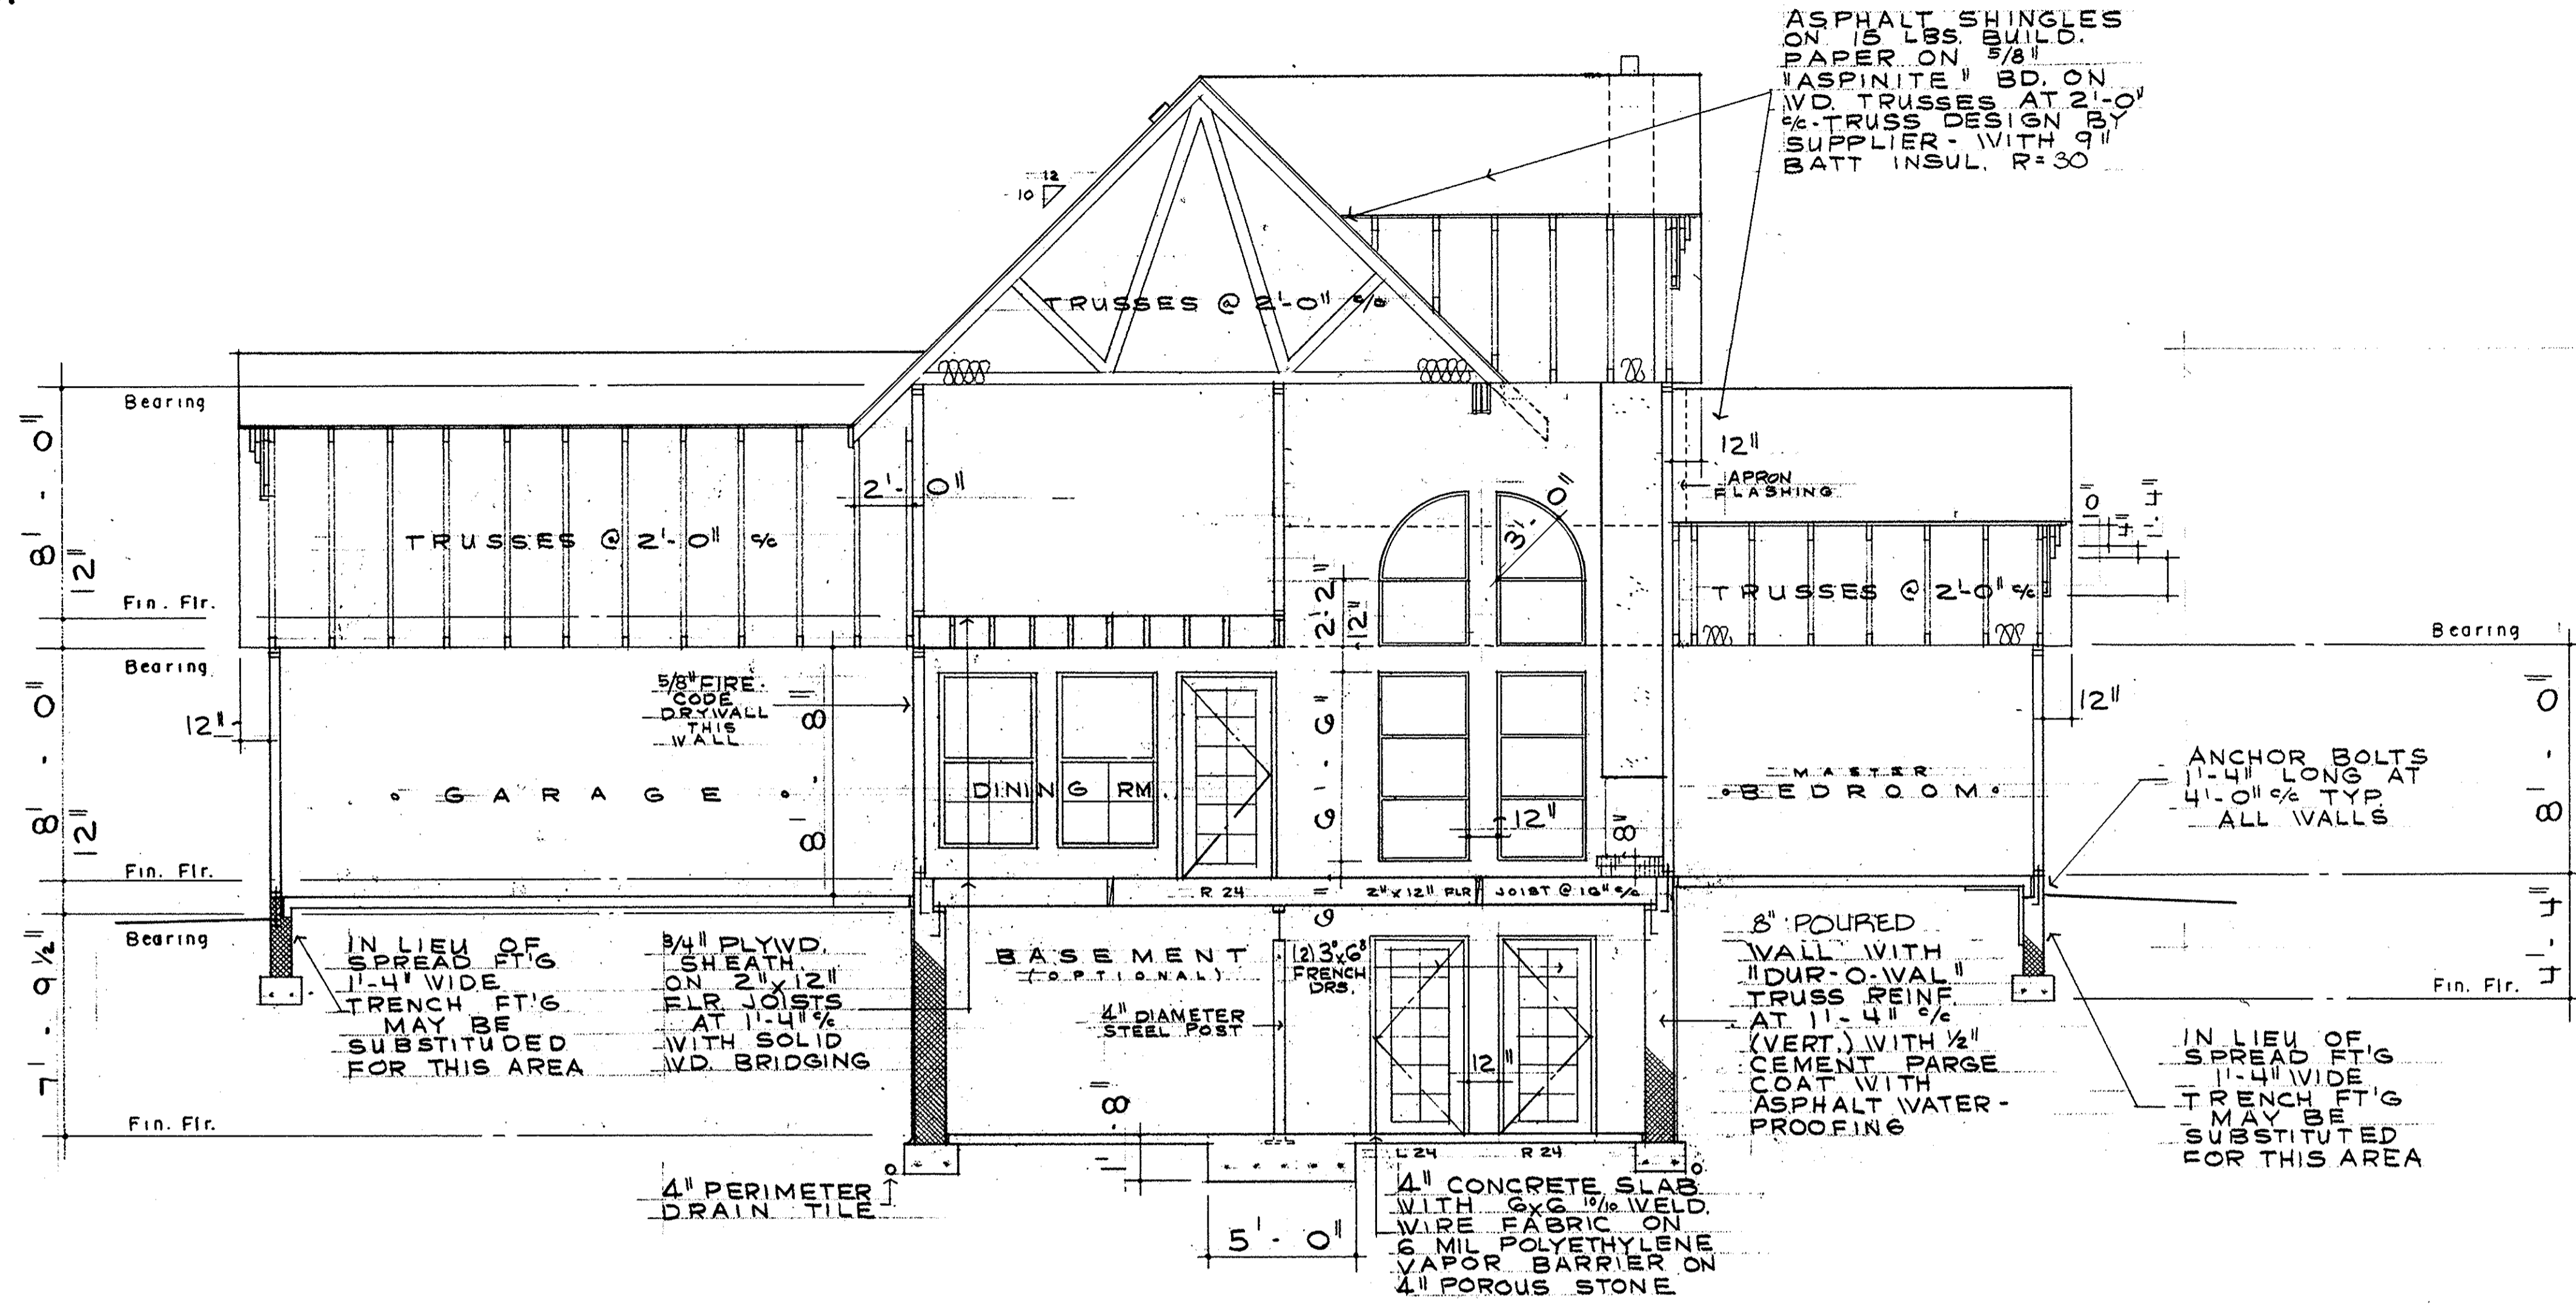 ASPHALT SHINGLES
ON 15 LBS. BUILD.
PAPER ON 5/8"
"ASPINITE" BD. ON
WD. TRUSSES AT 2'-0"
c/c-TRUSS DESIGN BY
SUPPLIER - WITH 9"
BATT INSUL. R=30
12
10
TRUSSES @ 2'-0" c/c
Bearing
8'-0"
12"
Fin. Flr.
TRUSSES @ 2'-0" c/c
2'-0"
3'-0"
2'-2"
12"
12"
APRON
FLASHING
TRUSSES @ 2'-0" c/c
Bearing
Bearing
8'-0"
12"
Fin. Flr.
12"
5/8" FIRE-
CODE
DRYWALL
THIS
WALL
8'-8"
GARAGE
DINING RM.
6'-6"
12"
8"
MASTER
BEDROOM
12"
8'-0"
ANCHOR BOLTS
1'-4" LONG AT
4'-0" c/c TYP.
ALL WALLS
R 24
2"x12" FLR JOIST @ 16" c/c
6"
Bearing
7'-9 1/2"
Fin. Flr.
IN LIEU OF
SPREAD FT'G
1'-4" WIDE
TRENCH FT'G
MAY BE
SUBSTITUDED
FOR THIS AREA
3/4" PLYWD.
SHEATH.
ON 2"x12"
FLR JOISTS
AT 1'-4" c/c
WITH SOLID
WD. BRIDGING
BASEMENT
(OPTIONAL)
4" DIAMETER
STEEL POST
(2) 3°x6⁸
FRENCH
DRS.
12"
8" POURED
WALL WITH
"DUR-O-WAL"
TRUSS REINF.
AT 1'-4" c/c
(VERT.) WITH 1/2"
CEMENT PARGE
COAT WITH
ASPHALT WATER-
PROOFING
Fin. Flr.
IN LIEU OF
SPREAD FT'G
1'-4" WIDE
TRENCH FT'G
MAY BE
SUBSTITUTED
FOR THIS AREA
1'-8"
L 24
R 24
4" PERIMETER
DRAIN TILE
5'-0"
4" CONCRETE SLAB
WITH 6x6 10/10 WELD.
WIRE FABRIC ON
6 MIL POLYETHYLENE
VAPOR BARRIER ON
4" POROUS STONE